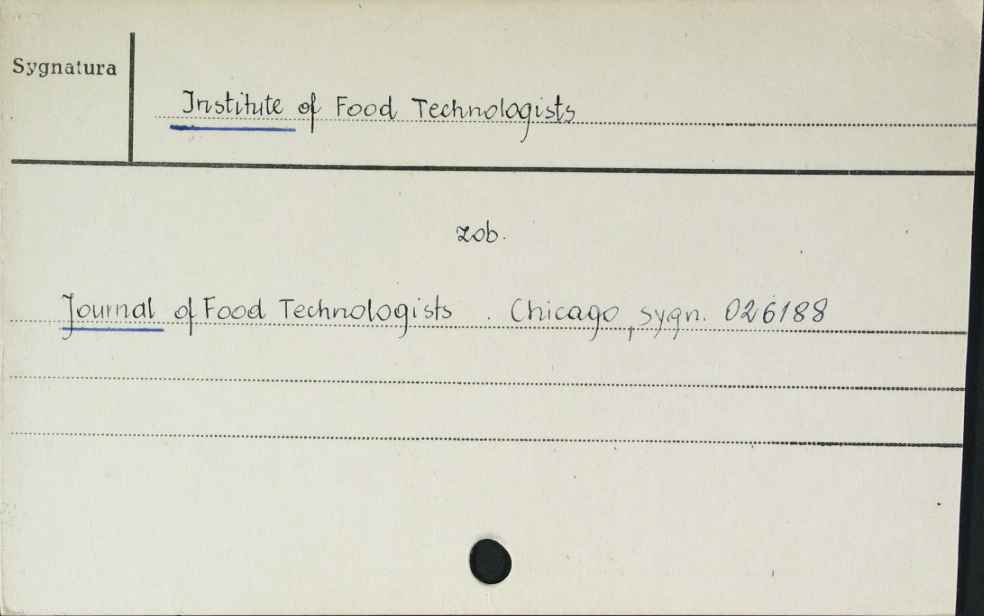 Sygnatura
Institute of Food Technologists
zob.
Journal of Food Technologists. Chicago, sygn. 026188